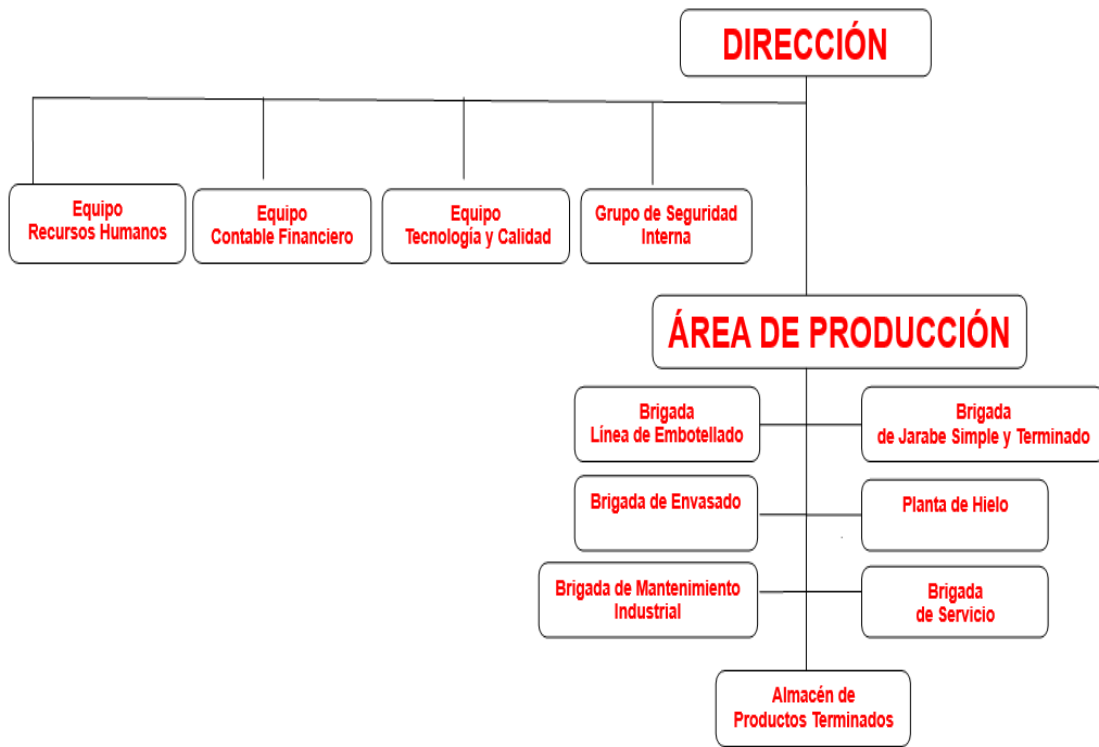 DIRECCIÓN
Equipo
Recursos Humanos
Equipo
Contable Financiero
Equipo
Tecnología y Calidad
Grupo de Seguridad
Interna
ÁREA DE PRODUCCIÓN
Brigada
Línea de Embotellado
Brigada
de Jarabe Simple y Terminado
Brigada de Envasado
Planta de Hielo
Brigada de Mantenimiento
Industrial
Brigada
de Servicio
Almacén de
Productos Terminados